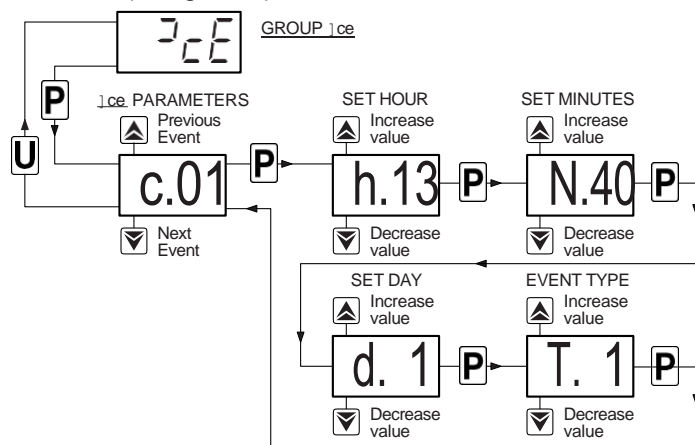 ⊃cE
GROUP ]ce
P
]ce PARAMETERS
Previous
Event
U
c.01
Next
Event
P
SET HOUR
Increase
value
h.13
Decrease
value
P
SET MINUTES
Increase
value
N.40
Decrease
value
P
SET DAY
Increase
value
d. 1
Decrease
value
P
EVENT TYPE
Increase
value
T. 1
Decrease
value
P